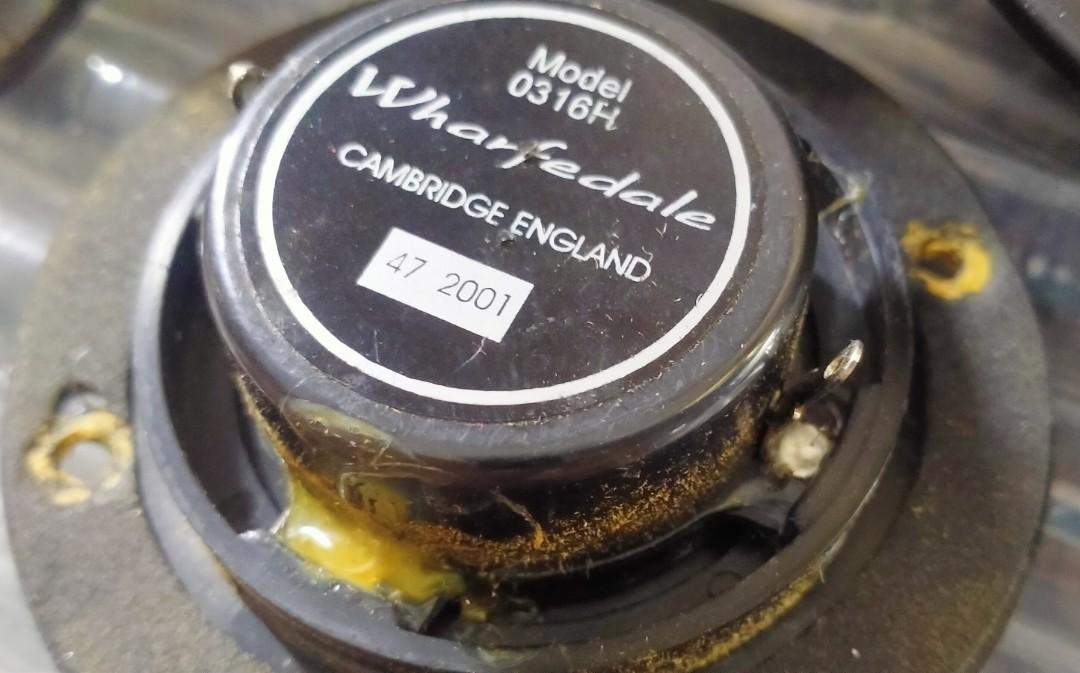 Model
0316H
Wharfedale
CAMBRIDGE ENGLAND
47 2001